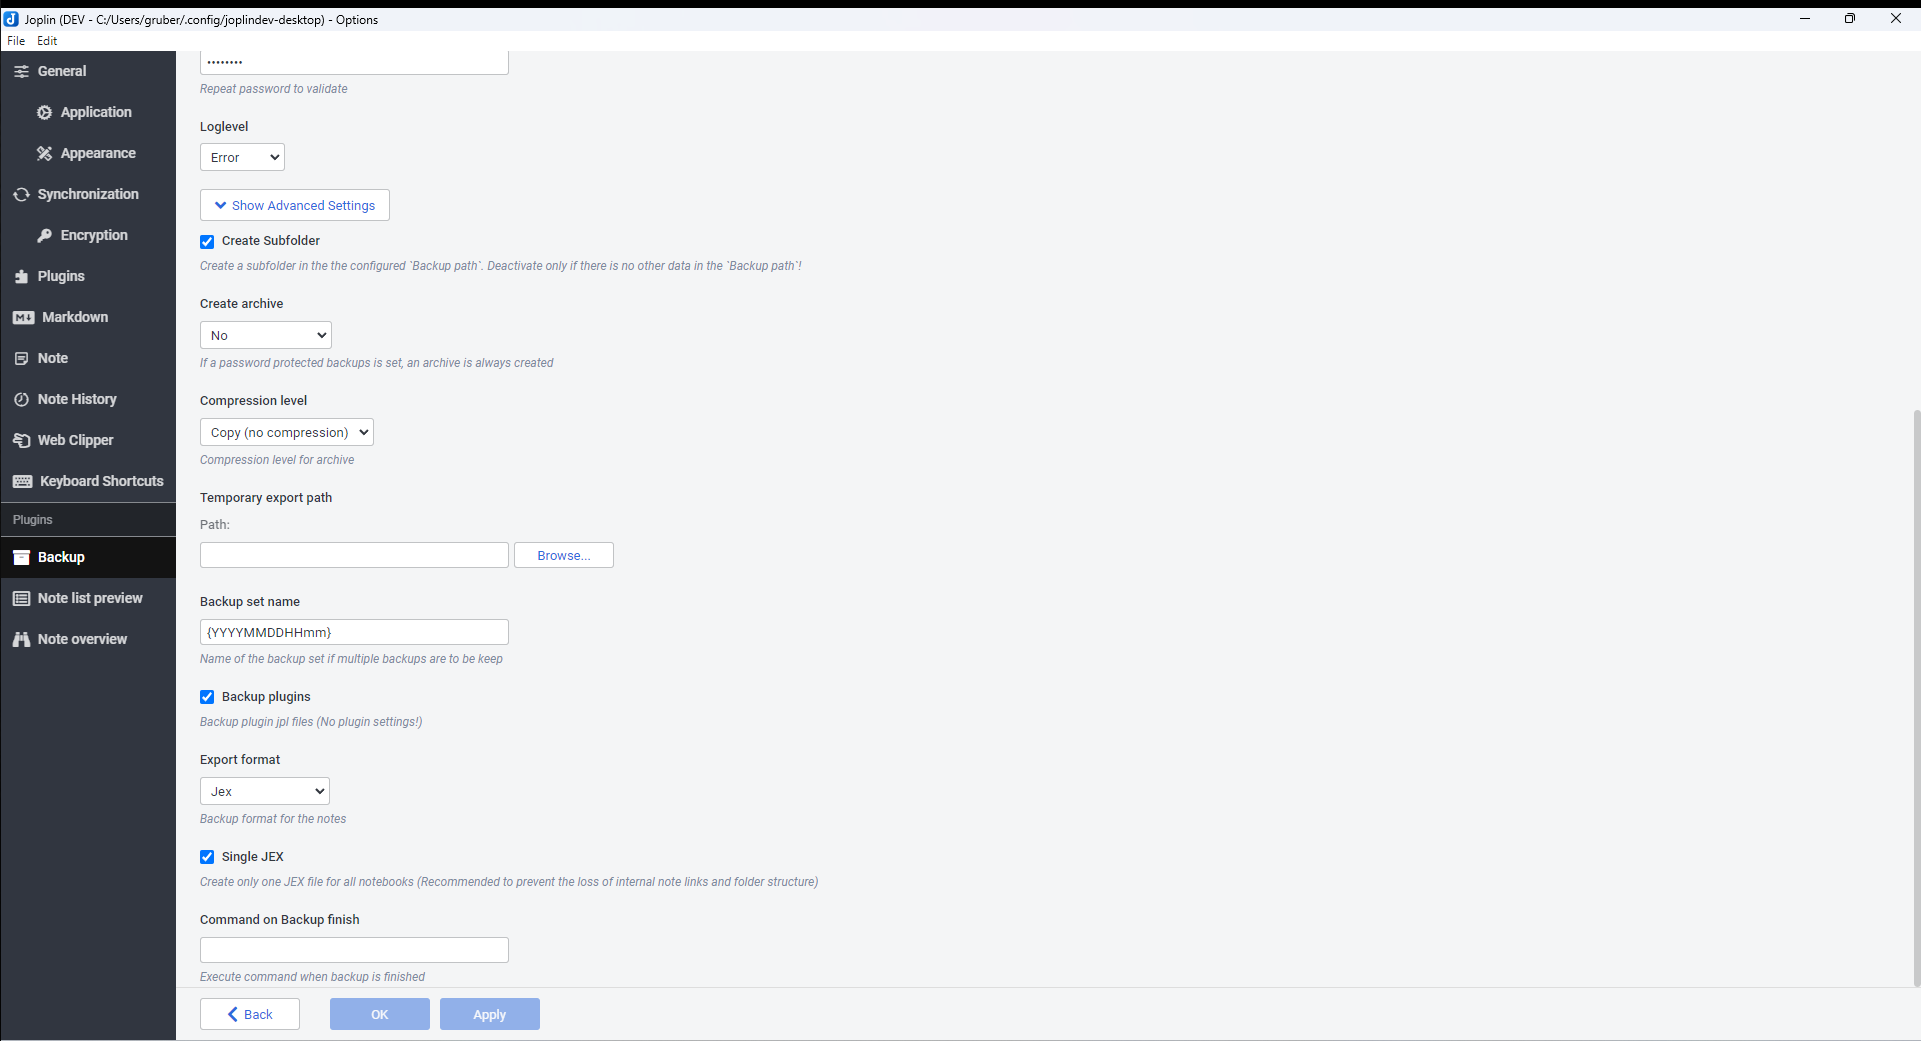 Joplin (DEV - C:/Users/gruber/.config/joplindev-desktop) - Options
File Edit
General
Application
Appearance
Synchronization
Encryption
Plugins
Markdown
Note
Note History
Web Clipper
Keyboard Shortcuts
Plugins
Backup
Note list preview
Note overview
••••••••
Repeat password to validate
Loglevel
Error
Show Advanced Settings
Create Subfolder
Create a subfolder in the the configured `Backup path`. Deactivate only if there is no other data in the `Backup path`!
Create archive
No
If a password protected backups is set, an archive is always created
Compression level
Copy (no compression)
Compression level for archive
Temporary export path
Path:
Browse...
Backup set name
{YYYYMMDDHHmm}
Name of the backup set if multiple backups are to be keep
Backup plugins
Backup plugin jpl files (No plugin settings!)
Export format
Jex
Backup format for the notes
Single JEX
Create only one JEX file for all notebooks (Recommended to prevent the loss of internal note links and folder structure)
Command on Backup finish
Execute command when backup is finished
Back
OK
Apply